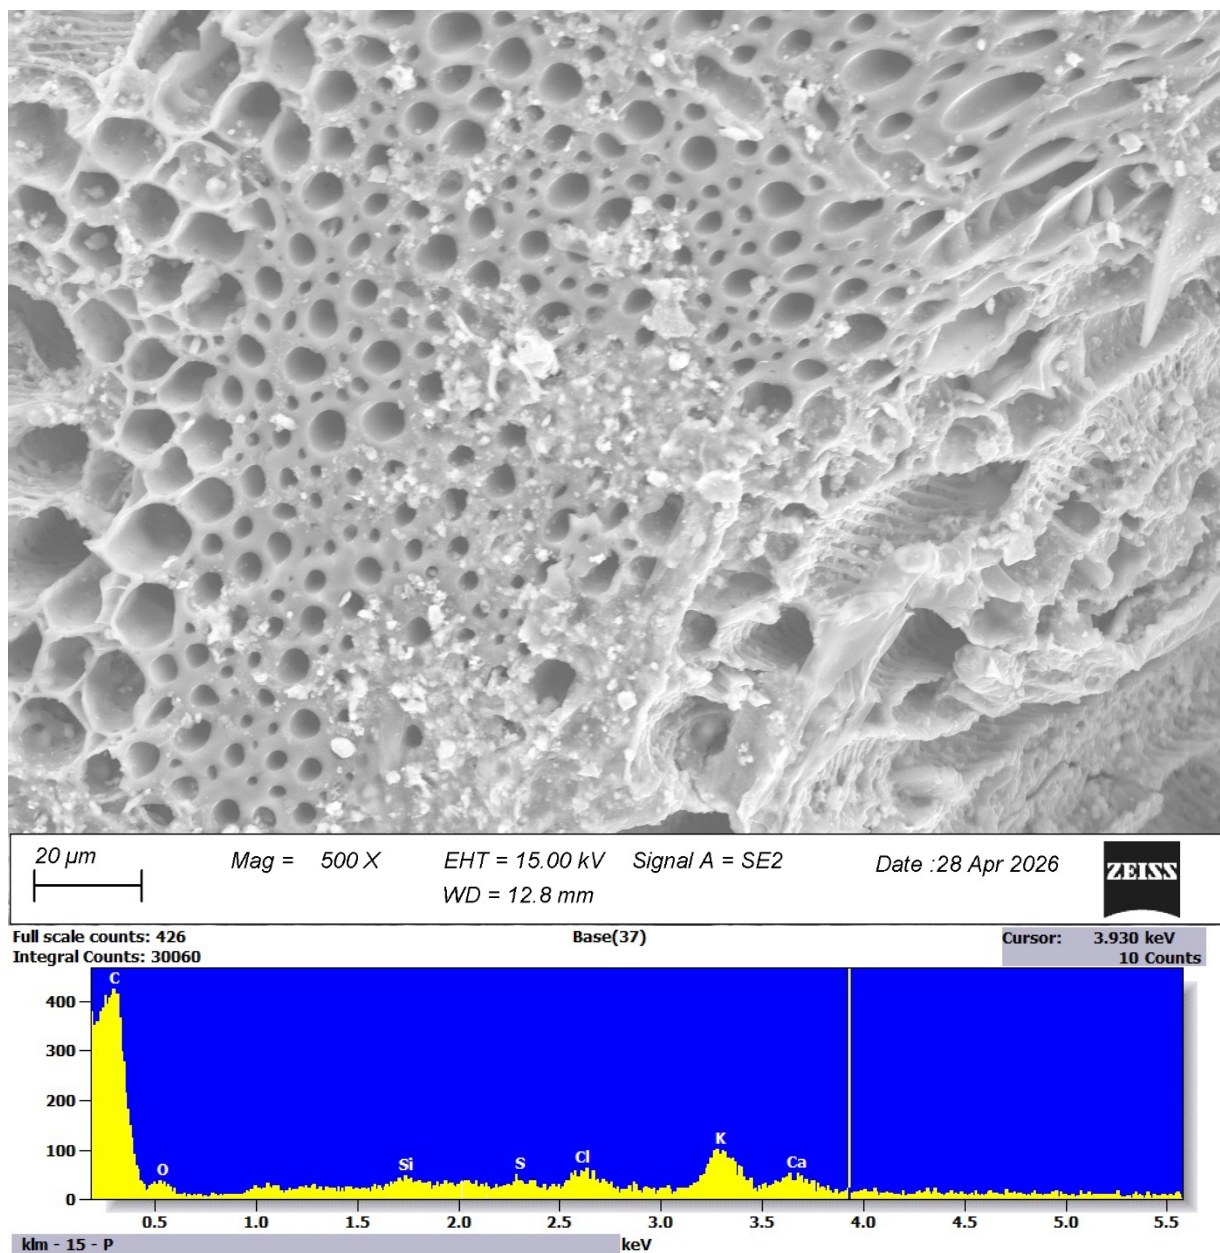 20 µm
Mag = 500 X EHT = 15.00 kV Signal A = SE2 Date :28 Apr 2026
WD = 12.8 mm
ZEISS
Full scale counts: 426 Base(37) Cursor: 3.930 keV
Integral Counts: 30060 10 Counts
C
400
300
200
100
0
O Si S Cl K Ca
0.5 1.0 1.5 2.0 2.5 3.0 3.5 4.0 4.5 5.0 5.5
klm - 15 - P keV